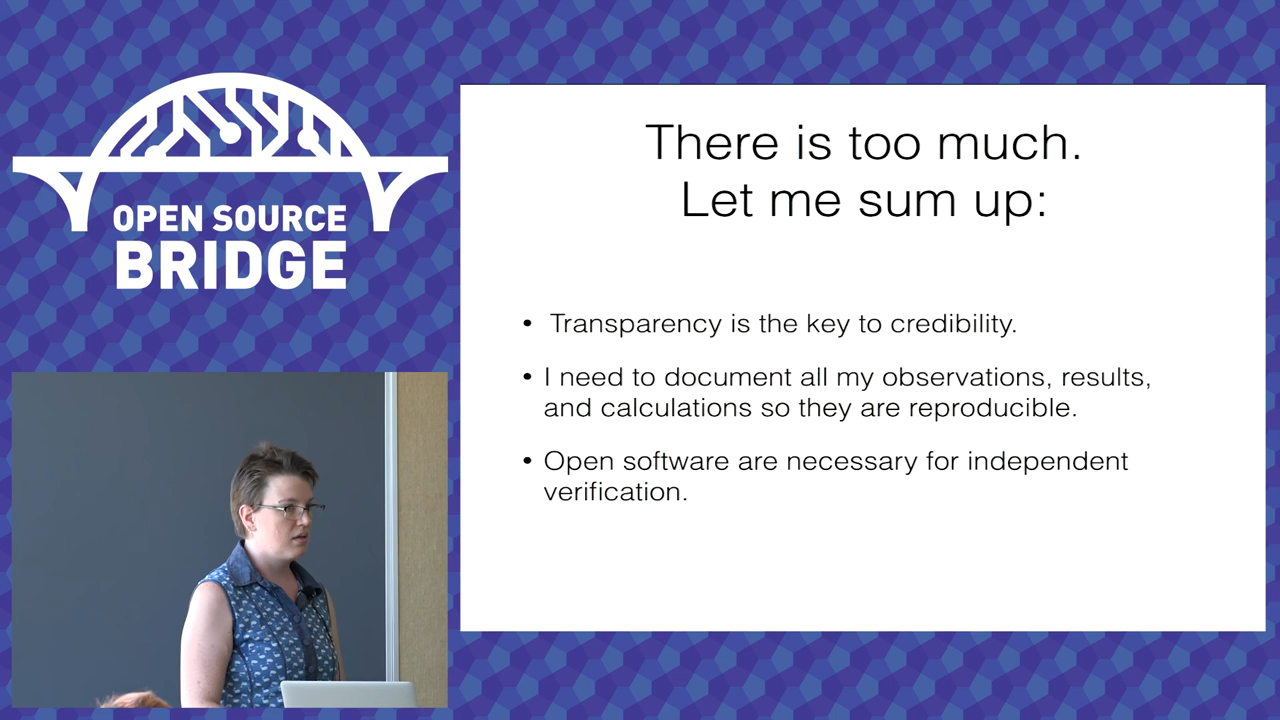 OPEN SOURCE
BRIDGE
There is too much.
Let me sum up:
• Transparency is the key to credibility.
• I need to document all my observations, results,
and calculations so they are reproducible.
• Open software are necessary for independent
verification.